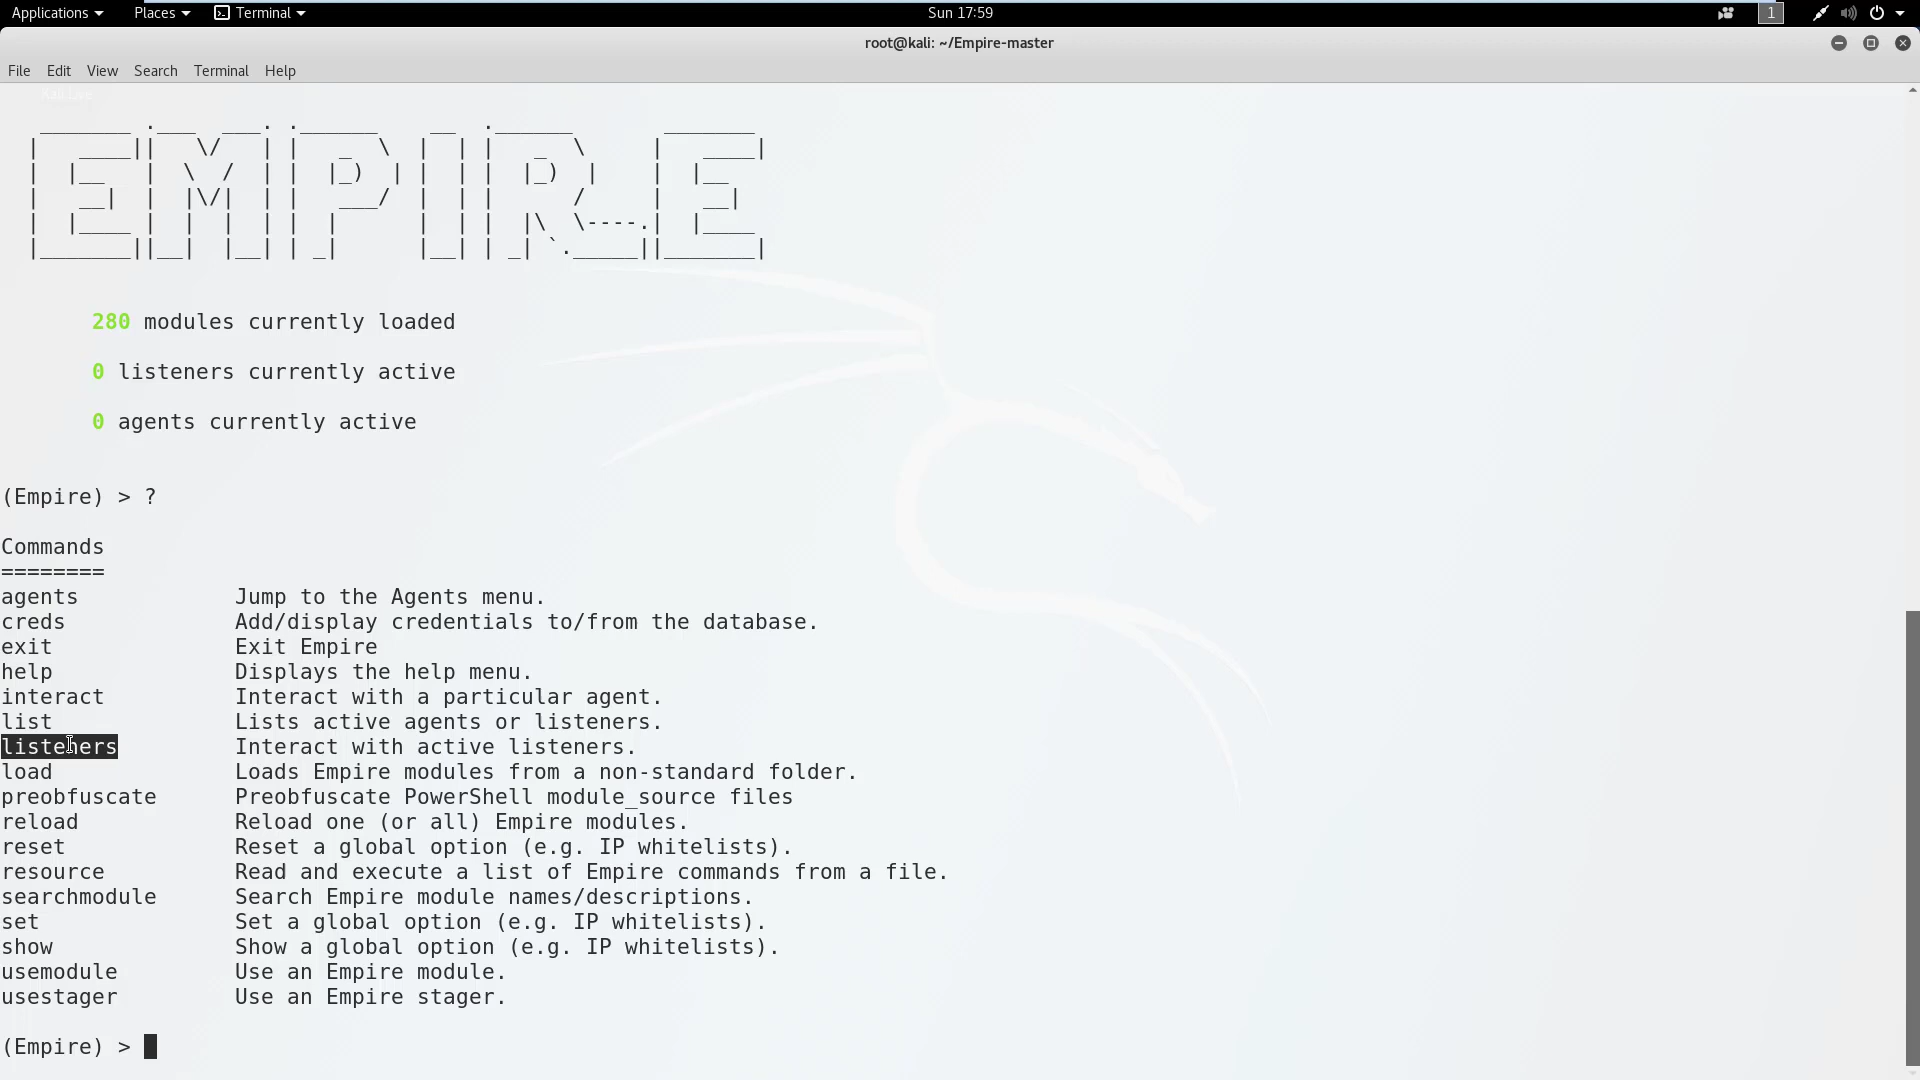 Applications Places Terminal Sun 17:59 1
root@kali: ~/Empire-master
File Edit View Search Terminal Help
EMPIRE
280 modules currently loaded
0 listeners currently active
0 agents currently active
(Empire) > ?
Commands
========
agents Jump to the Agents menu.
creds Add/display credentials to/from the database.
exit Exit Empire
help Displays the help menu.
interact Interact with a particular agent.
list Lists active agents or listeners.
listeners Interact with active listeners.
load Loads Empire modules from a non-standard folder.
preobfuscate Preobfuscate PowerShell module_source files
reload Reload one (or all) Empire modules.
reset Reset a global option (e.g. IP whitelists).
resource Read and execute a list of Empire commands from a file.
searchmodule Search Empire module names/descriptions.
set Set a global option (e.g. IP whitelists).
show Show a global option (e.g. IP whitelists).
usemodule Use an Empire module.
usestager Use an Empire stager.
(Empire) >